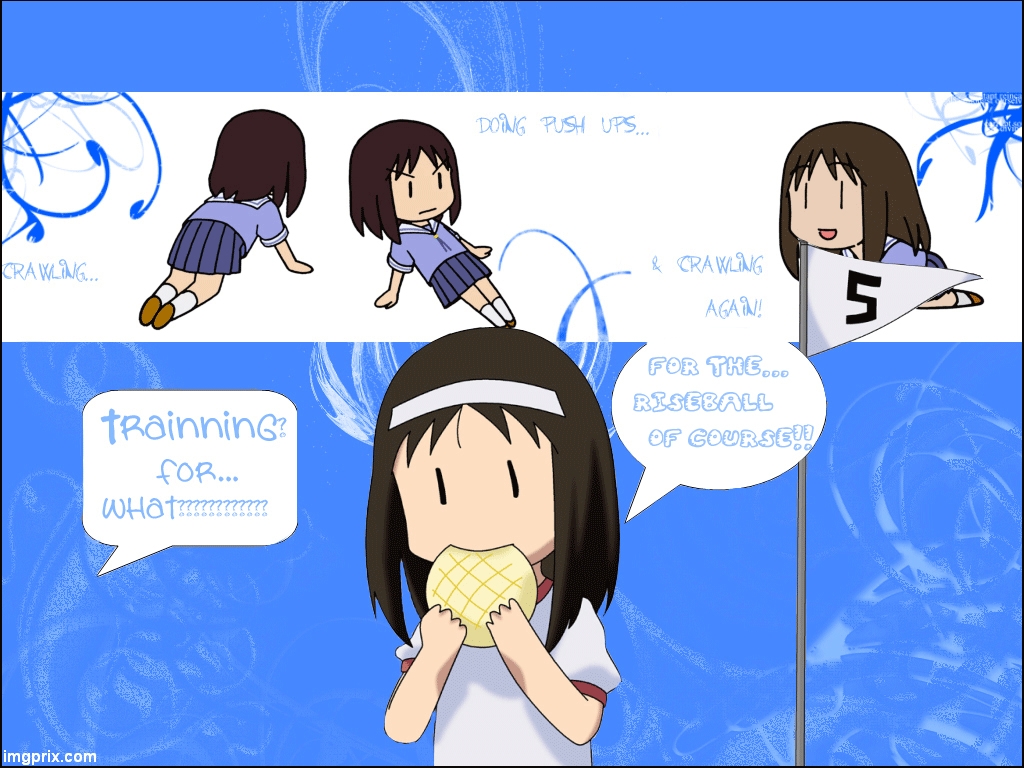 DOING PUSH UPS...
CRAWLING...
& CRAWLING
AGAIN!
5
Trainning?
for...
what????????????
FOR THE...
RISEBALL
OF COURSE!!
imgprix.com